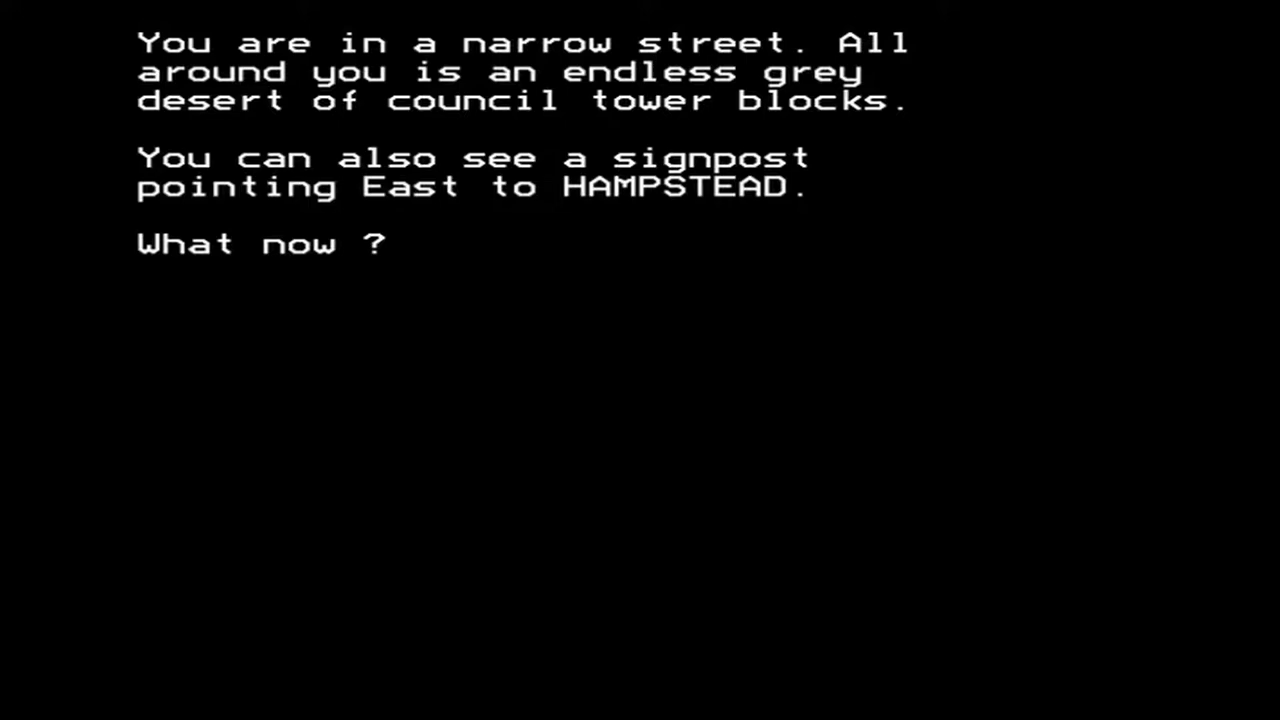 You are in a narrow street. All
around you is an endless grey
desert of council tower blocks.
You can also see a signpost
pointing East to HAMPSTEAD.
What now ?